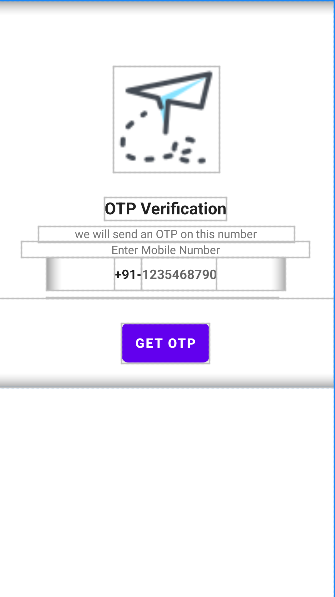 OTP Verification
we will send an OTP on this number
Enter Mobile Number
+91-1235468790
GET OTP